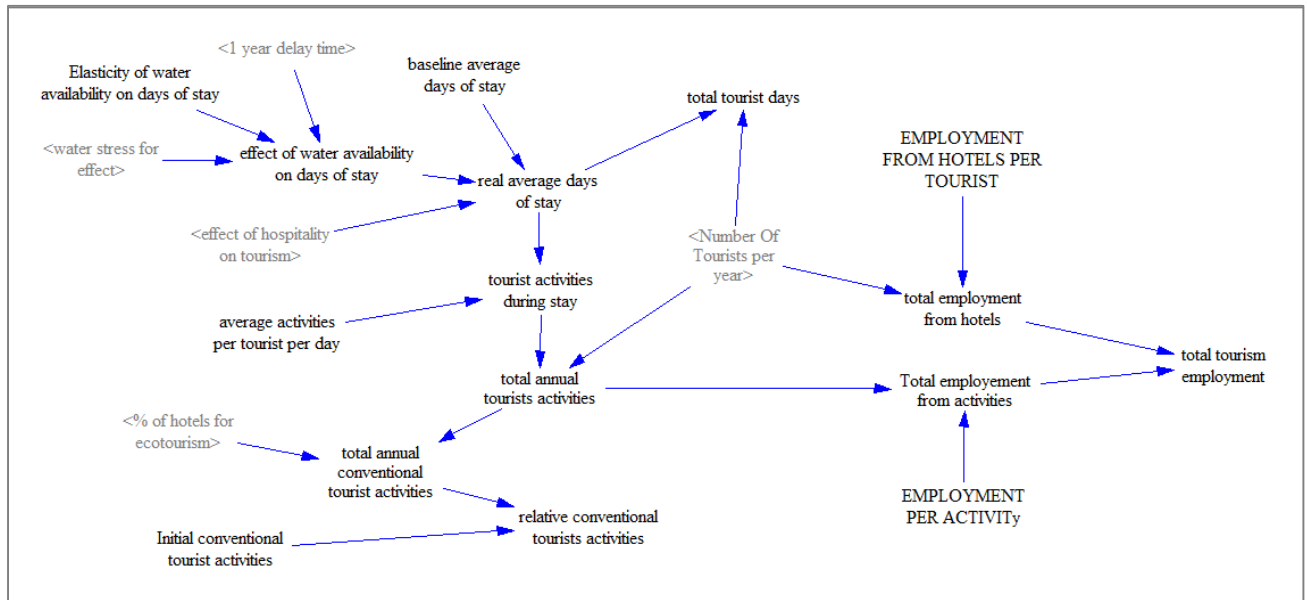 <1 year delay time>
Elasticity of water
availability on days of stay
baseline average
days of stay
total tourist days
<water stress for
effect>
effect of water availability
on days of stay
EMPLOYMENT
FROM HOTELS PER
TOURIST
real average days
of stay
<effect of hospitality
on tourism>
<Number Of
Tourists per
year>
tourist activities
during stay
total employment
from hotels
average activities
per tourist per day
total tourism
employment
total annual
tourists activities
Total employement
from activities
<% of hotels for
ecotourism>
total annual
conventional
tourist activities
EMPLOYMENT
PER ACTIVITy
relative conventional
tourists activities
Initial conventional
tourist activities